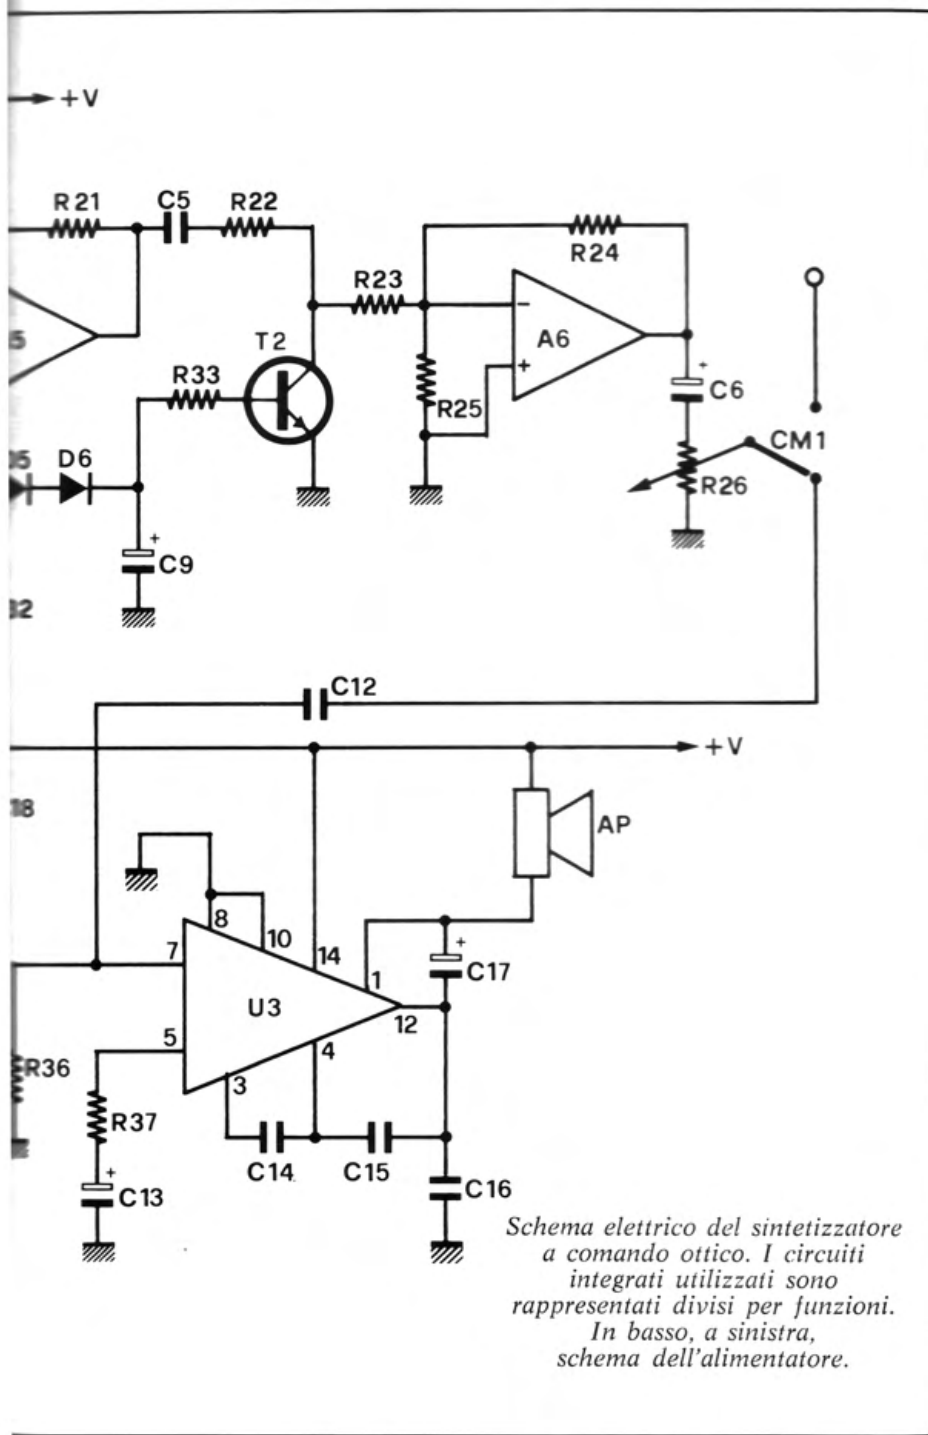 +V
R21
C5
R22
R24
R23
T2
A6
−
+
R33
R25
+
C6
CM1
R26
D6
+
C9
C12
+V
AP
8
10
14
7
1
+
C17
U3
12
5
4
3
R36
R37
C14
C15
+
C13
C16
Schema elettrico del sintetizzatore
a comando ottico. I circuiti
integrati utilizzati sono
rappresentati divisi per funzioni.
In basso, a sinistra,
schema dell'alimentatore.